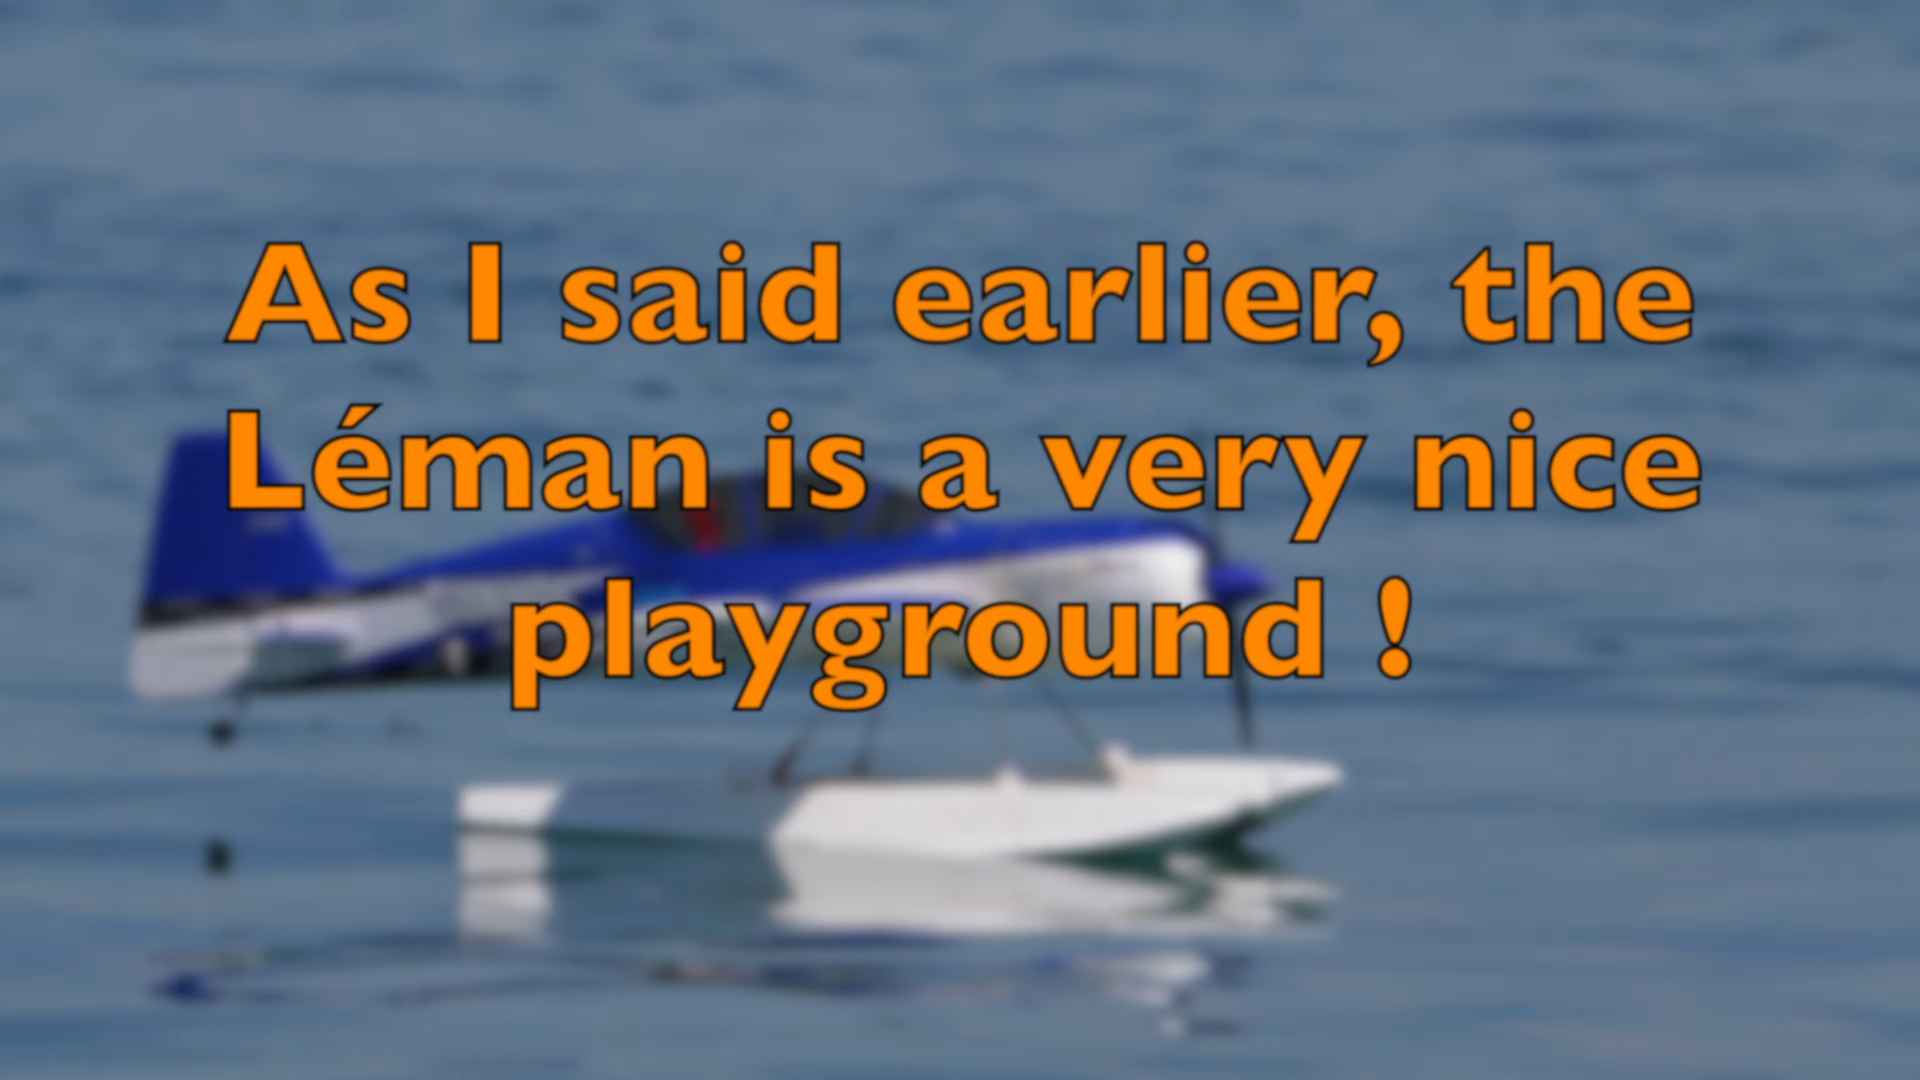 As I said earlier, the
Léman is a very nice
playground !